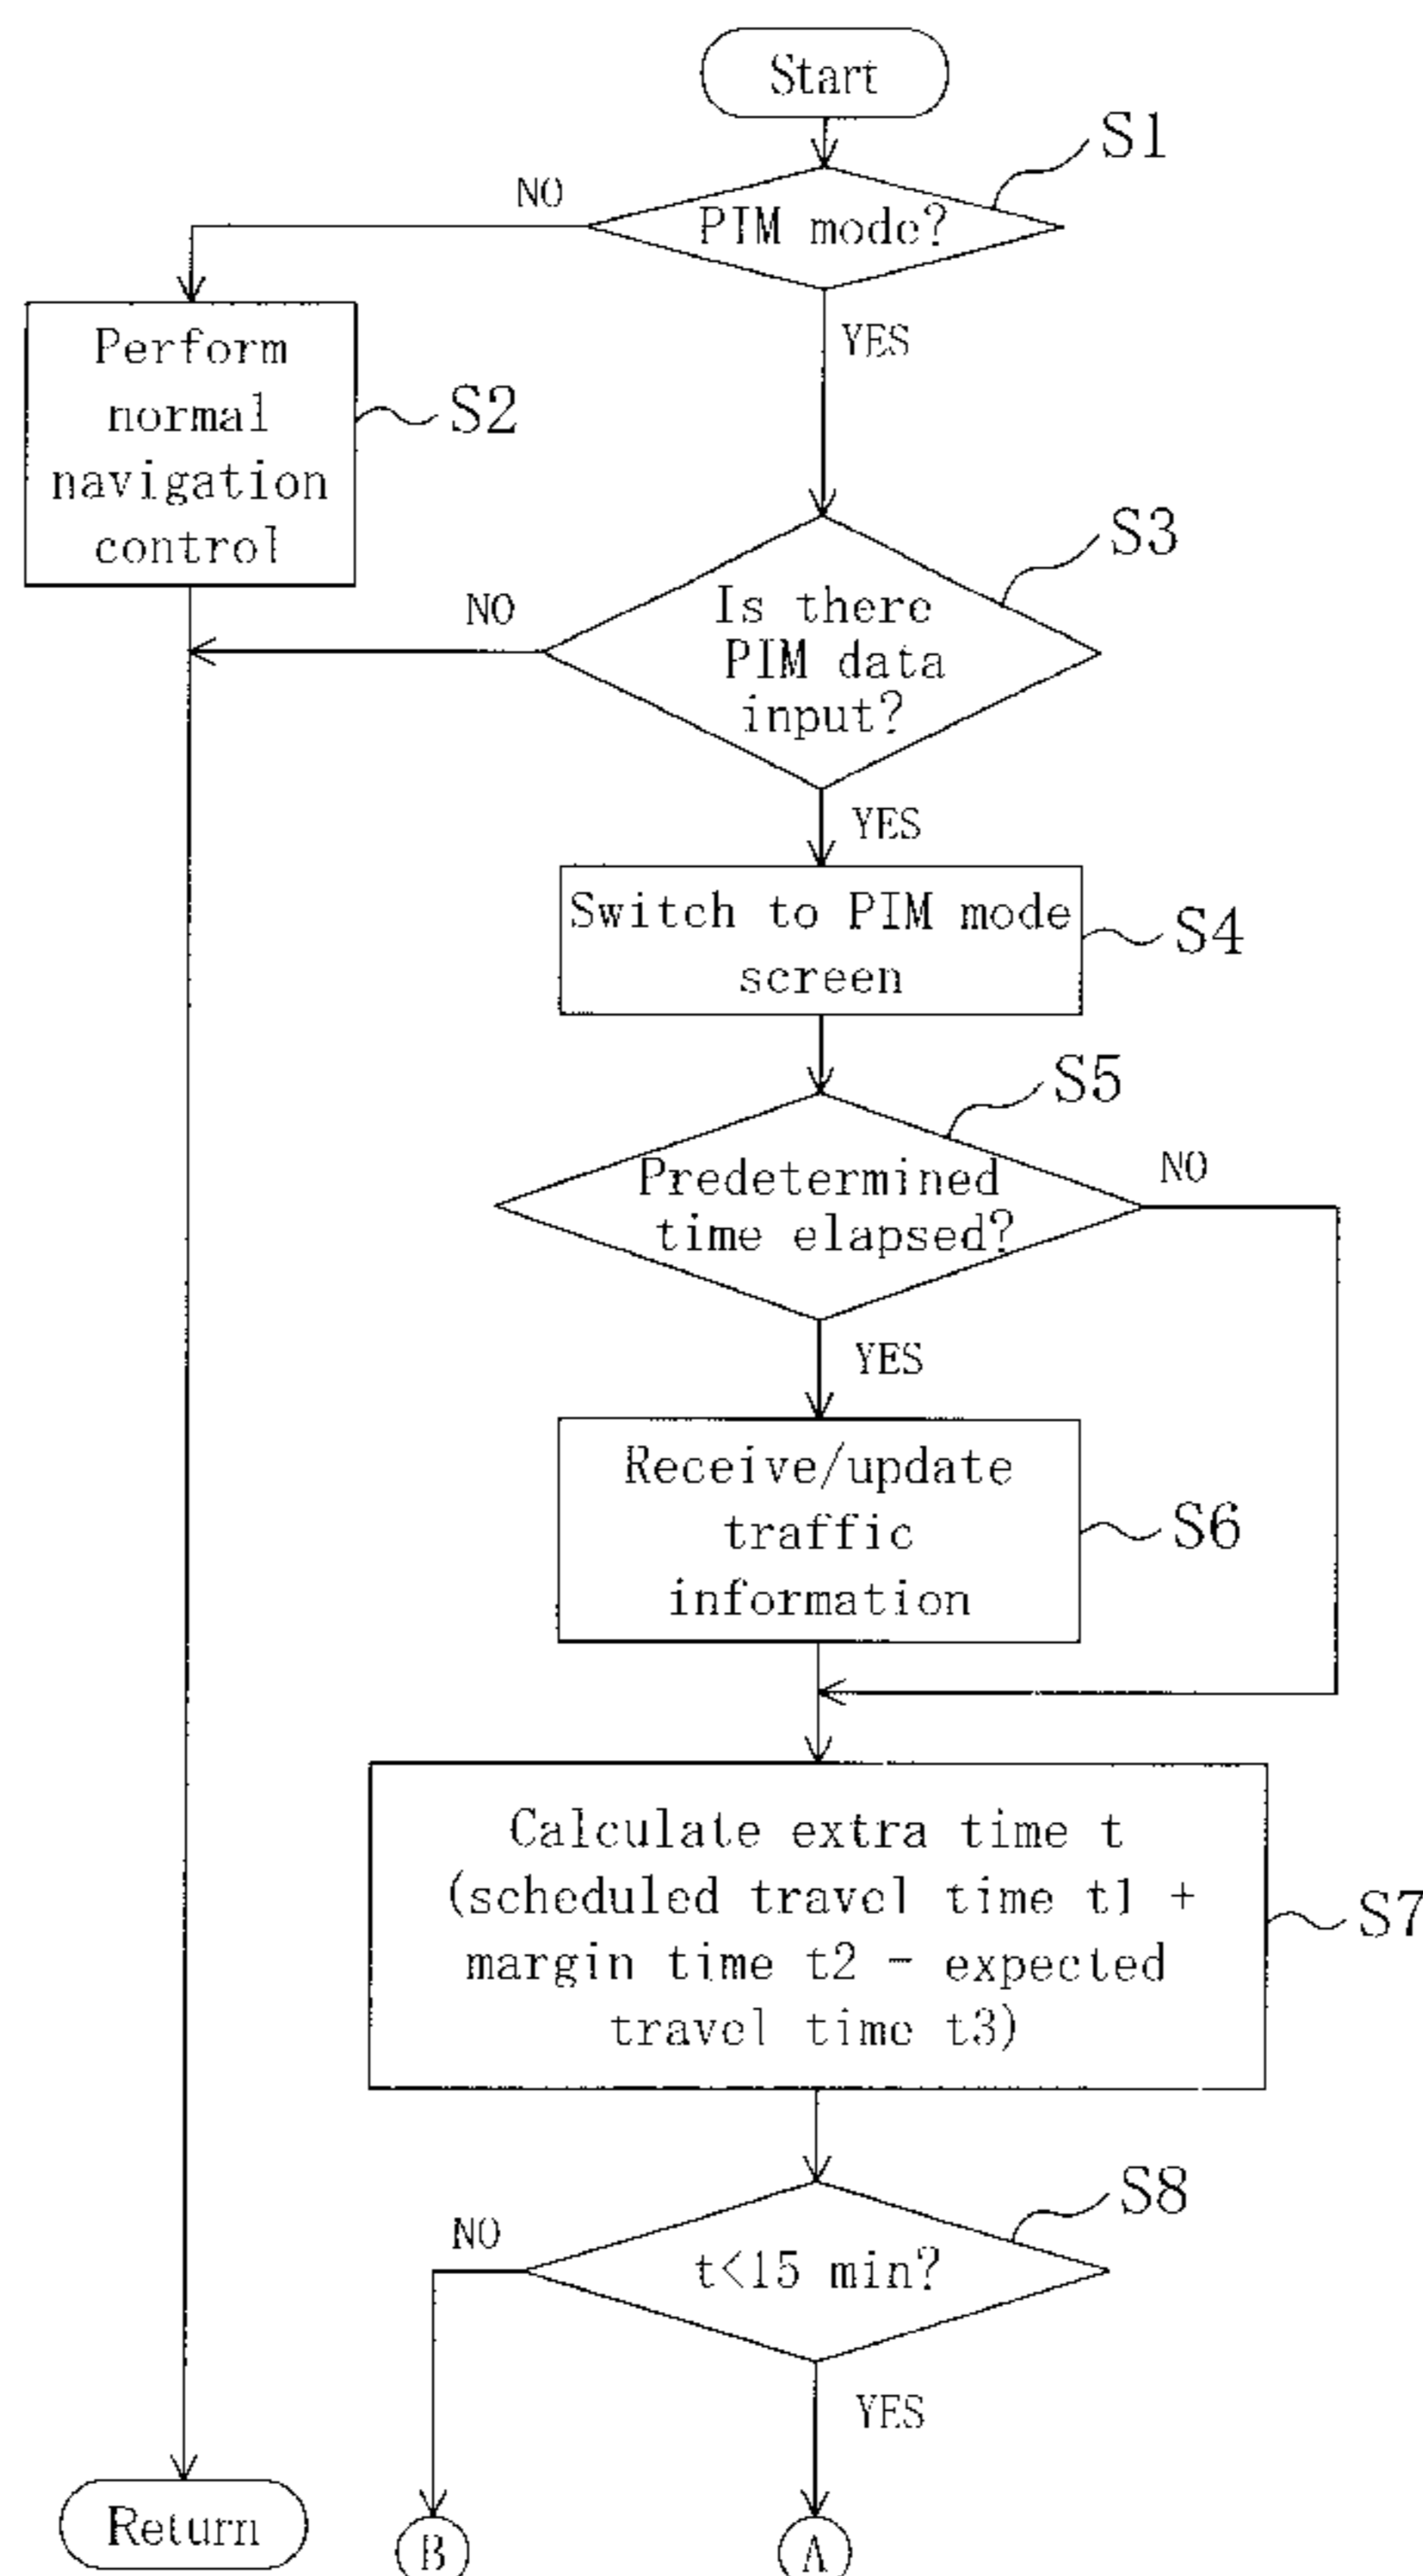 Start
S1
NO
PIM mode?
YES
Perform
normal
navigation
control
S2
S3
NO
Is there
PIM data
input?
YES
Switch to PIM mode
screen
S4
S5
Predetermined
time elapsed?
NO
YES
Receive/update
traffic
information
S6
Calculate extra time t
(scheduled travel time t1 +
margin time t2 - expected
travel time t3)
S7
S8
NO
t<15 min?
YES
Return
B
A